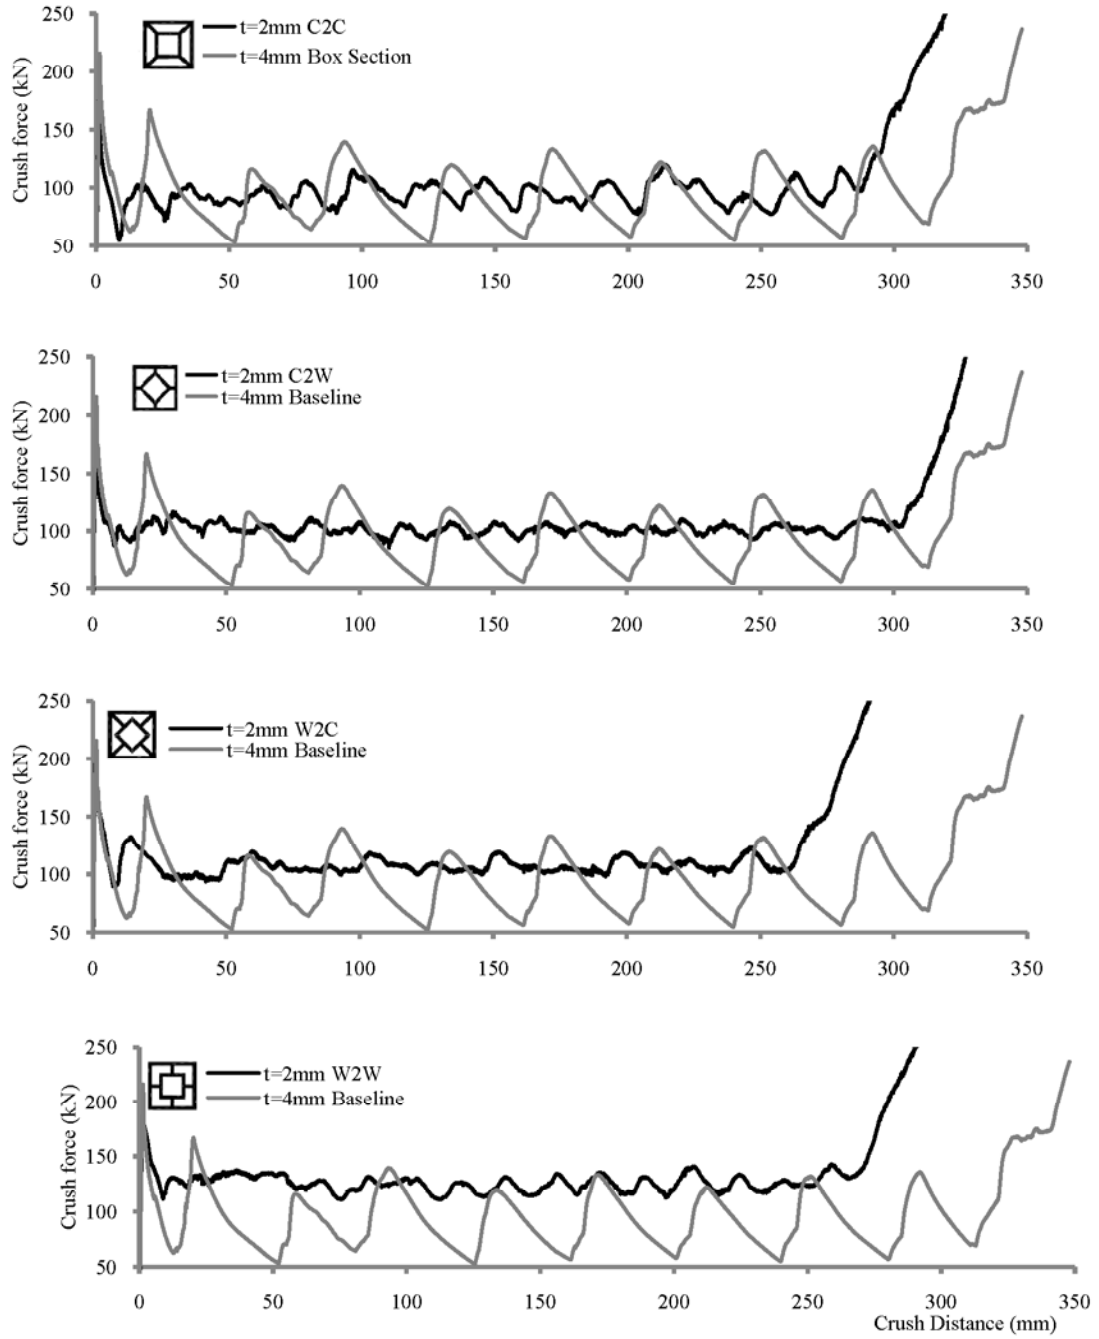 250
t=2mm C2C
t=4mm Box Section
200
150
100
50
Crush force (kN)
0 50 100 150 200 250 300 350
250
t=2mm C2W
t=4mm Baseline
200
150
100
50
Crush force (kN)
0 50 100 150 200 250 300 350
250
t=2mm W2C
t=4mm Baseline
200
150
100
50
Crush force (kN)
0 50 100 150 200 250 300 350
250
t=2mm W2W
t=4mm Baseline
200
150
100
50
Crush force (kN)
0 50 100 150 200 250 300 350
Crush Distance (mm)